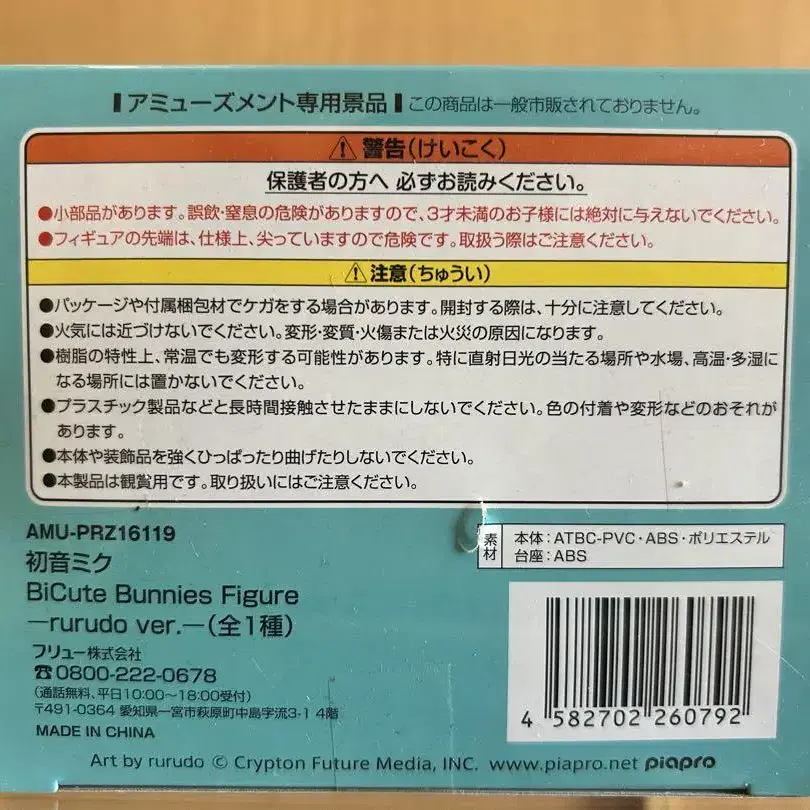 ▌アミューズメント専用景品▌この商品は一般市販されておりません。
⚠警告(けいこく)
保護者の方へ 必ずお読みください。
●小部品があります。誤飲・窒息の危険がありますので、3才未満のお子様には絶対に与えないでください。
●フィギュアの先端は、仕様上、尖っていますので危険です。取扱う際はご注意ください。
⚠注意(ちゅうい)
●パッケージや付属梱包材でケガをする場合があります。開封する際は、十分に注意してください。
●火気には近づけないでください。変形・変質・火傷または火災の原因になります。
●樹脂の特性上、常温でも変形する可能性があります。特に直射日光の当たる場所や水場、高温・多湿に
なる場所には置かないでください。
●プラスチック製品などと長時間接触させたままにしないでください。色の付着や変形などのおそれが
あります。
●本体や装飾品を強くひっぱったり曲げたりしないでください。
●本製品は観賞用です。取り扱いにはご注意ください。
AMU-PRZ16119
初音ミク
BiCute Bunnies Figure
―rurudo ver.―(全1種)
フリュー株式会社
☎0800-222-0678
(通話無料、平日10:00~18:00受付)
〒491-0364 愛知県一宮市萩原町中島字流3-1 4階
MADE IN CHINA
素材
本体:ATBC-PVC・ABS・ポリエステル
台座:ABS
4 582702 260792
Art by rurudo © Crypton Future Media, INC. www.piapro.net piapro